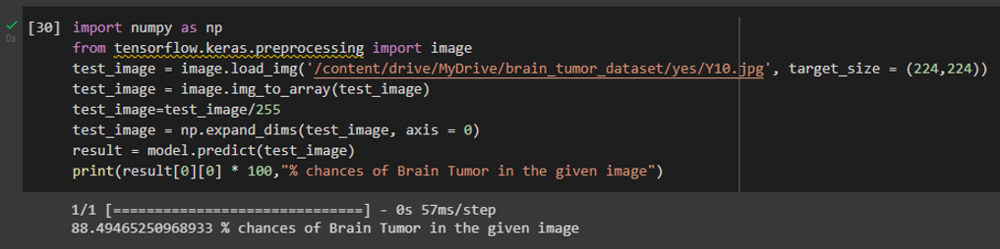 [30] import numpy as np
from tensorflow.keras.preprocessing import image
test_image = image.load_img('/content/drive/MyDrive/brain_tumor_dataset/yes/Y10.jpg', target_size = (224,224))
test_image = image.img_to_array(test_image)
test_image=test_image/255
test_image = np.expand_dims(test_image, axis = 0)
result = model.predict(test_image)
print(result[0][0] * 100,"% chances of Brain Tumor in the given image")
0s
1/1 [==============================] - 0s 57ms/step
88.49465250968933 % chances of Brain Tumor in the given image